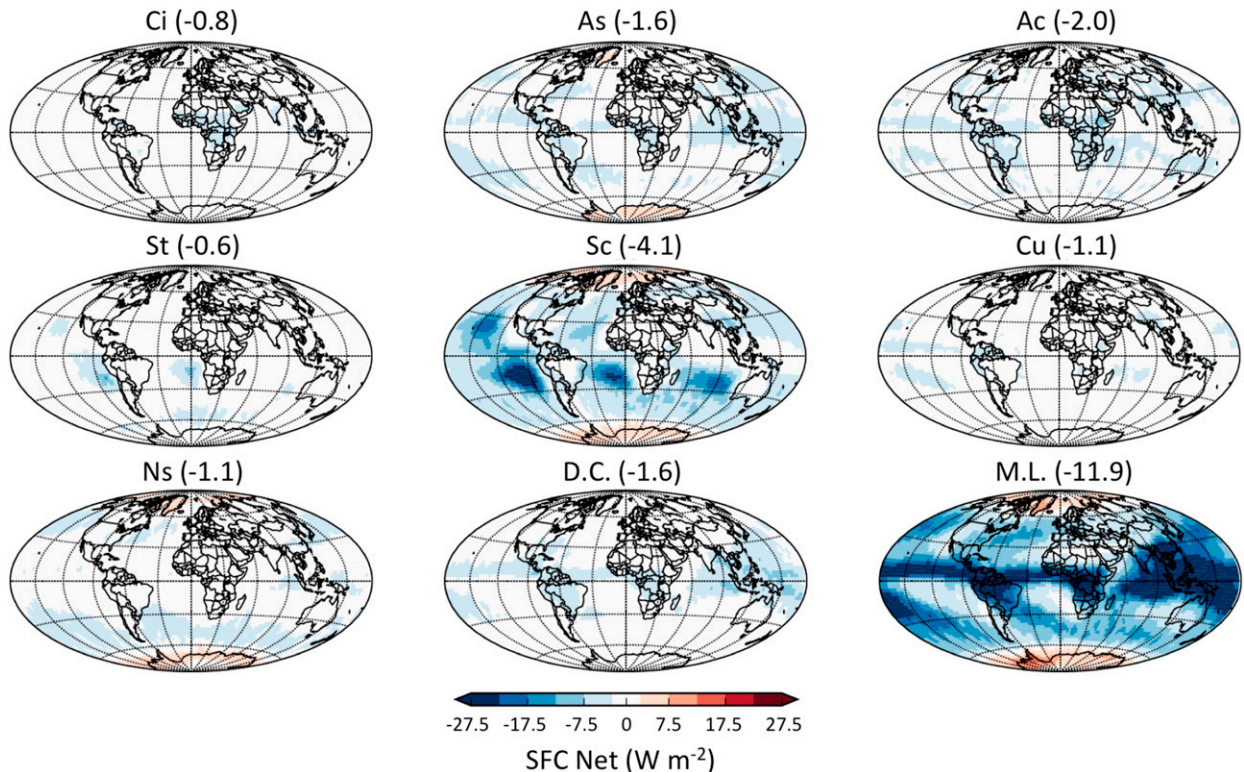 Ci (-0.8)
As (-1.6)
Ac (-2.0)
St (-0.6)
Sc (-4.1)
Cu (-1.1)
Ns (-1.1)
D.C. (-1.6)
M.L. (-11.9)
-27.5 -17.5 -7.5 0 7.5 17.5 27.5
SFC Net (W m⁻²)